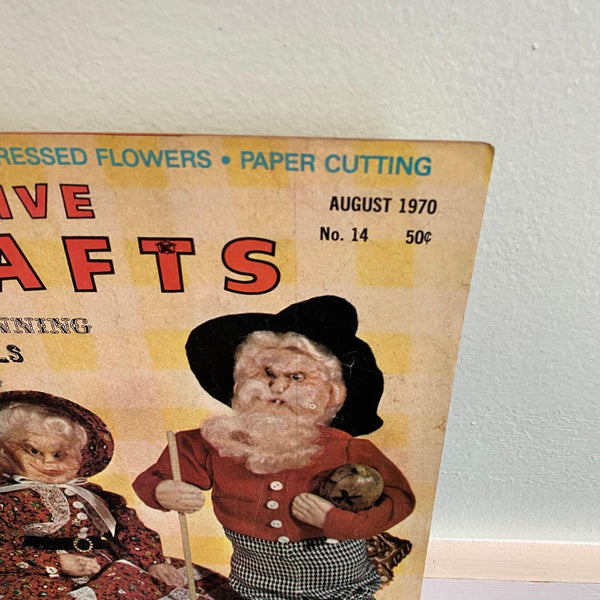 RESSED FLOWERS • PAPER CUTTING
IVE
AFTS
AUGUST 1970
No. 14 50¢
NNING
LS